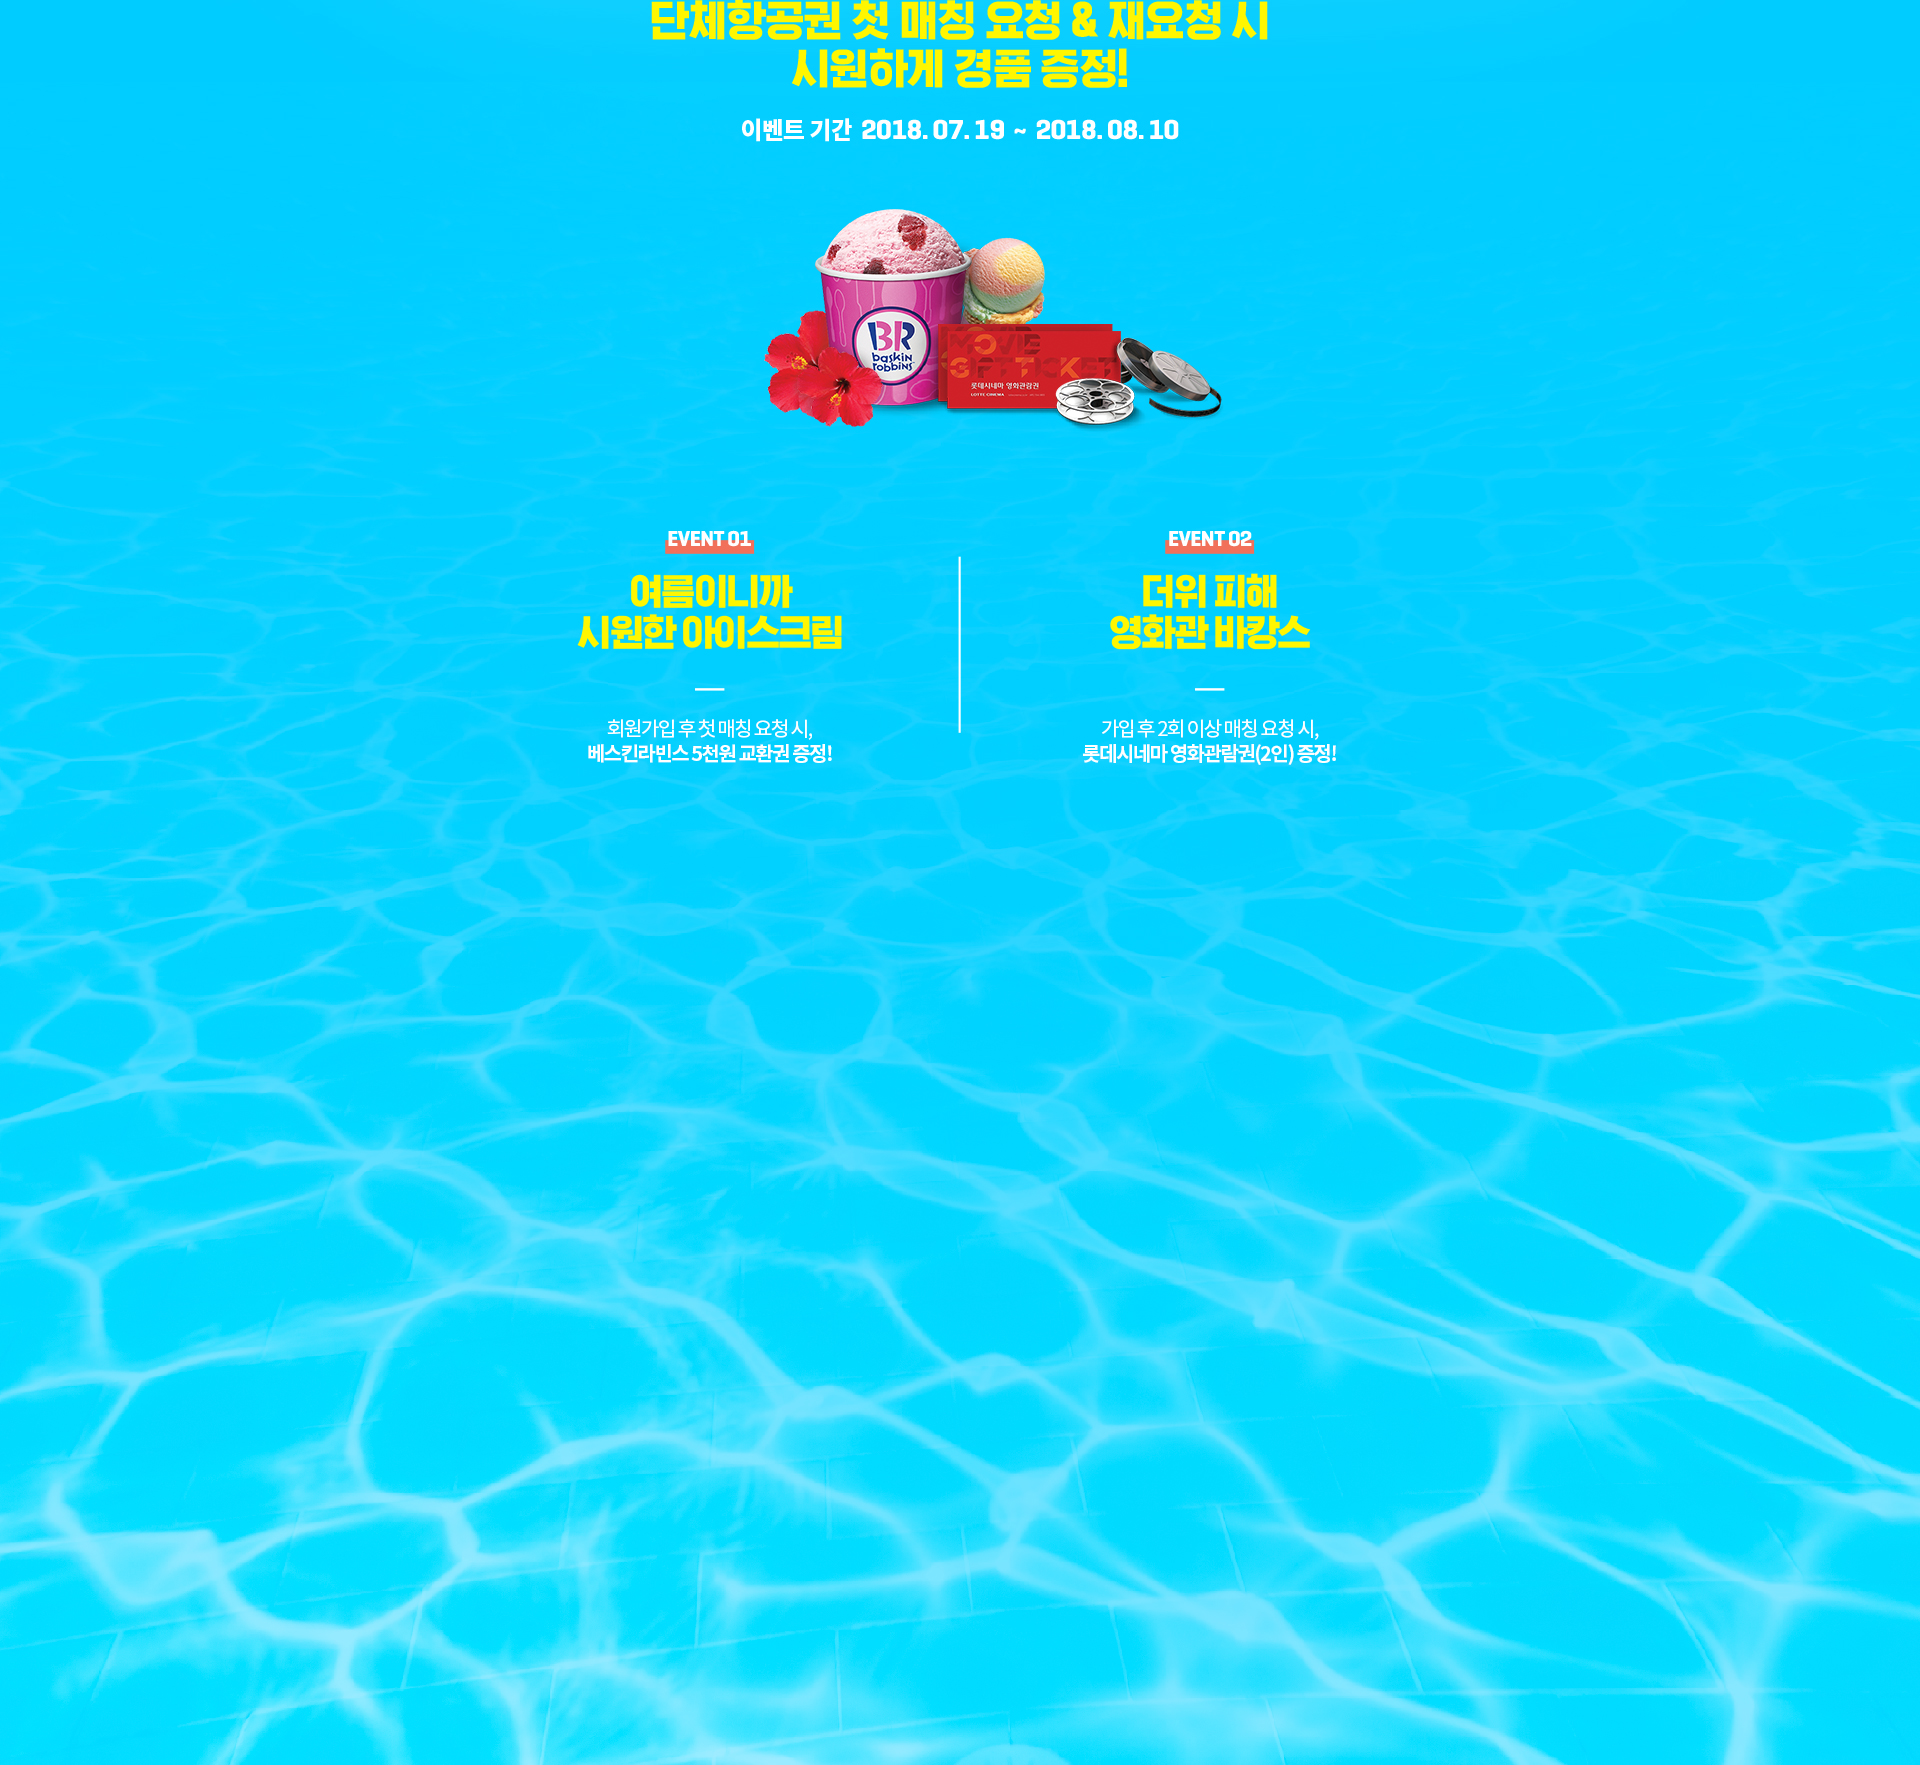 단체항공권 첫 매칭 요청 & 재요청 시
시원하게 경품 증정!
이벤트 기간 2018. 07. 19 ~ 2018. 08. 10
BR
baskin
robbins
MOVIE
GIFT TICKET
롯데시네마 영화관람권
LOTTE CINEMA
EVENT 01
여름이니까
시원한 아이스크림
회원가입 후 첫 매칭 요청 시,
베스킨라빈스 5천원 교환권 증정!
EVENT 02
더위 피해
영화관 바캉스
가입 후 2회 이상 매칭 요청 시,
롯데시네마 영화관람권(2인) 증정!